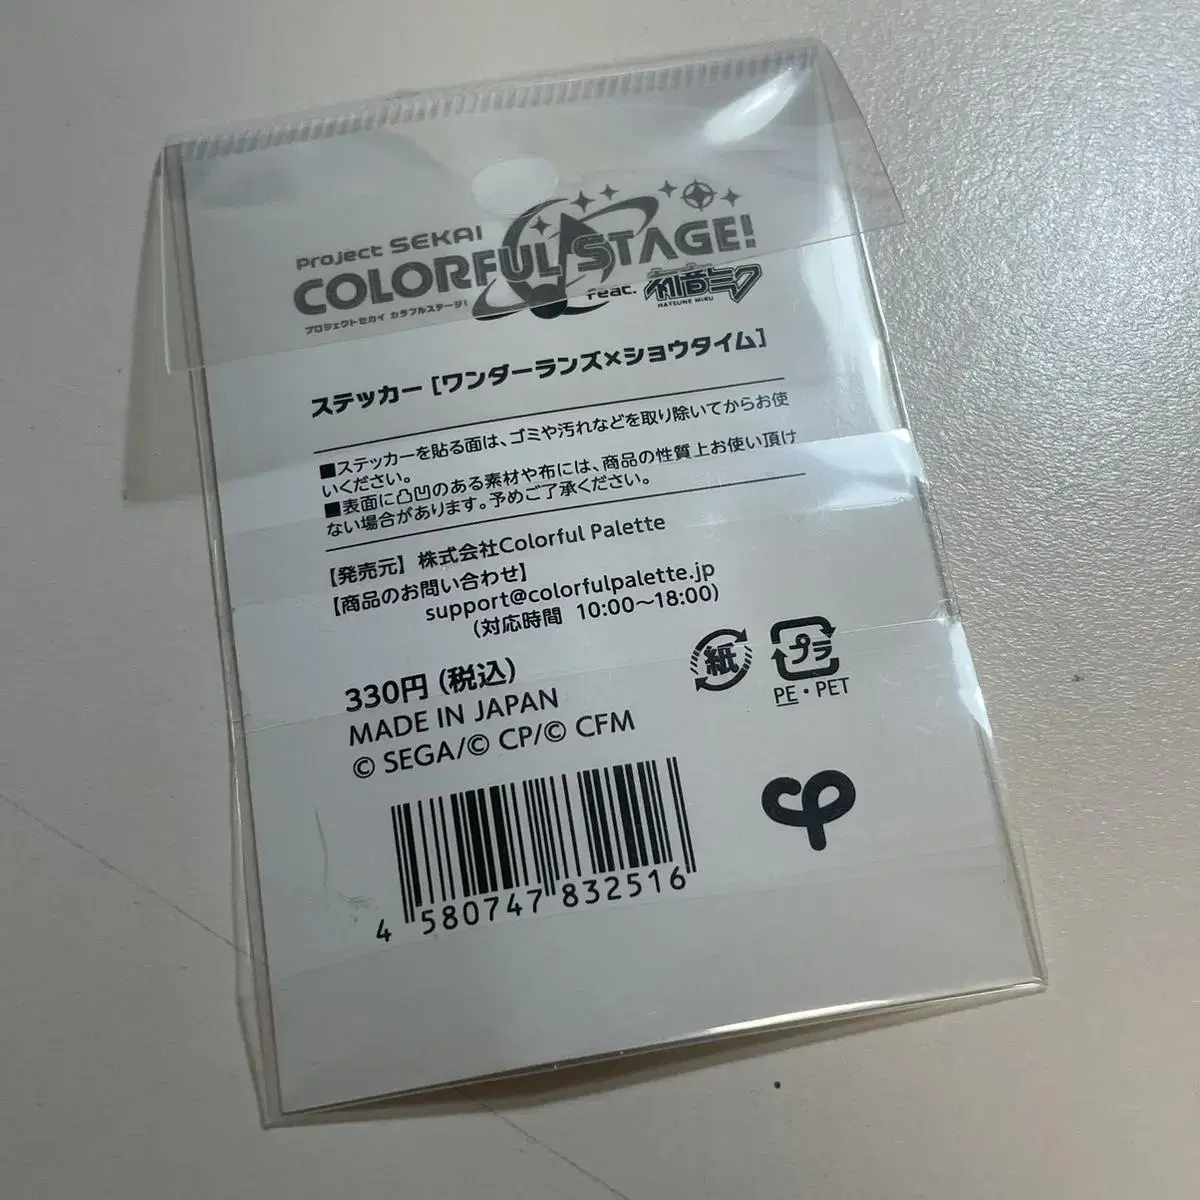 Project SEKAI
COLORFUL STAGE!
プロジェクトセカイ カラフルステージ!
feat. 初音ミク
HATSUNE MIKU
ステッカー [ワンダーランズ×ショウタイム]
■ステッカーを貼る面は、ゴミや汚れなどを取り除いてからお使
いください。
■表面に凸凹のある素材や布には、商品の性質上お使い頂け
ない場合があります。予めご了承ください。
【発売元】株式会社Colorful Palette
【商品のお問い合わせ】
support@colorfulpalette.jp
(対応時間 10:00～18:00)
330円(税込)
MADE IN JAPAN
© SEGA/© CP/© CFM
紙
プラ
PE・PET
4 580747 832516